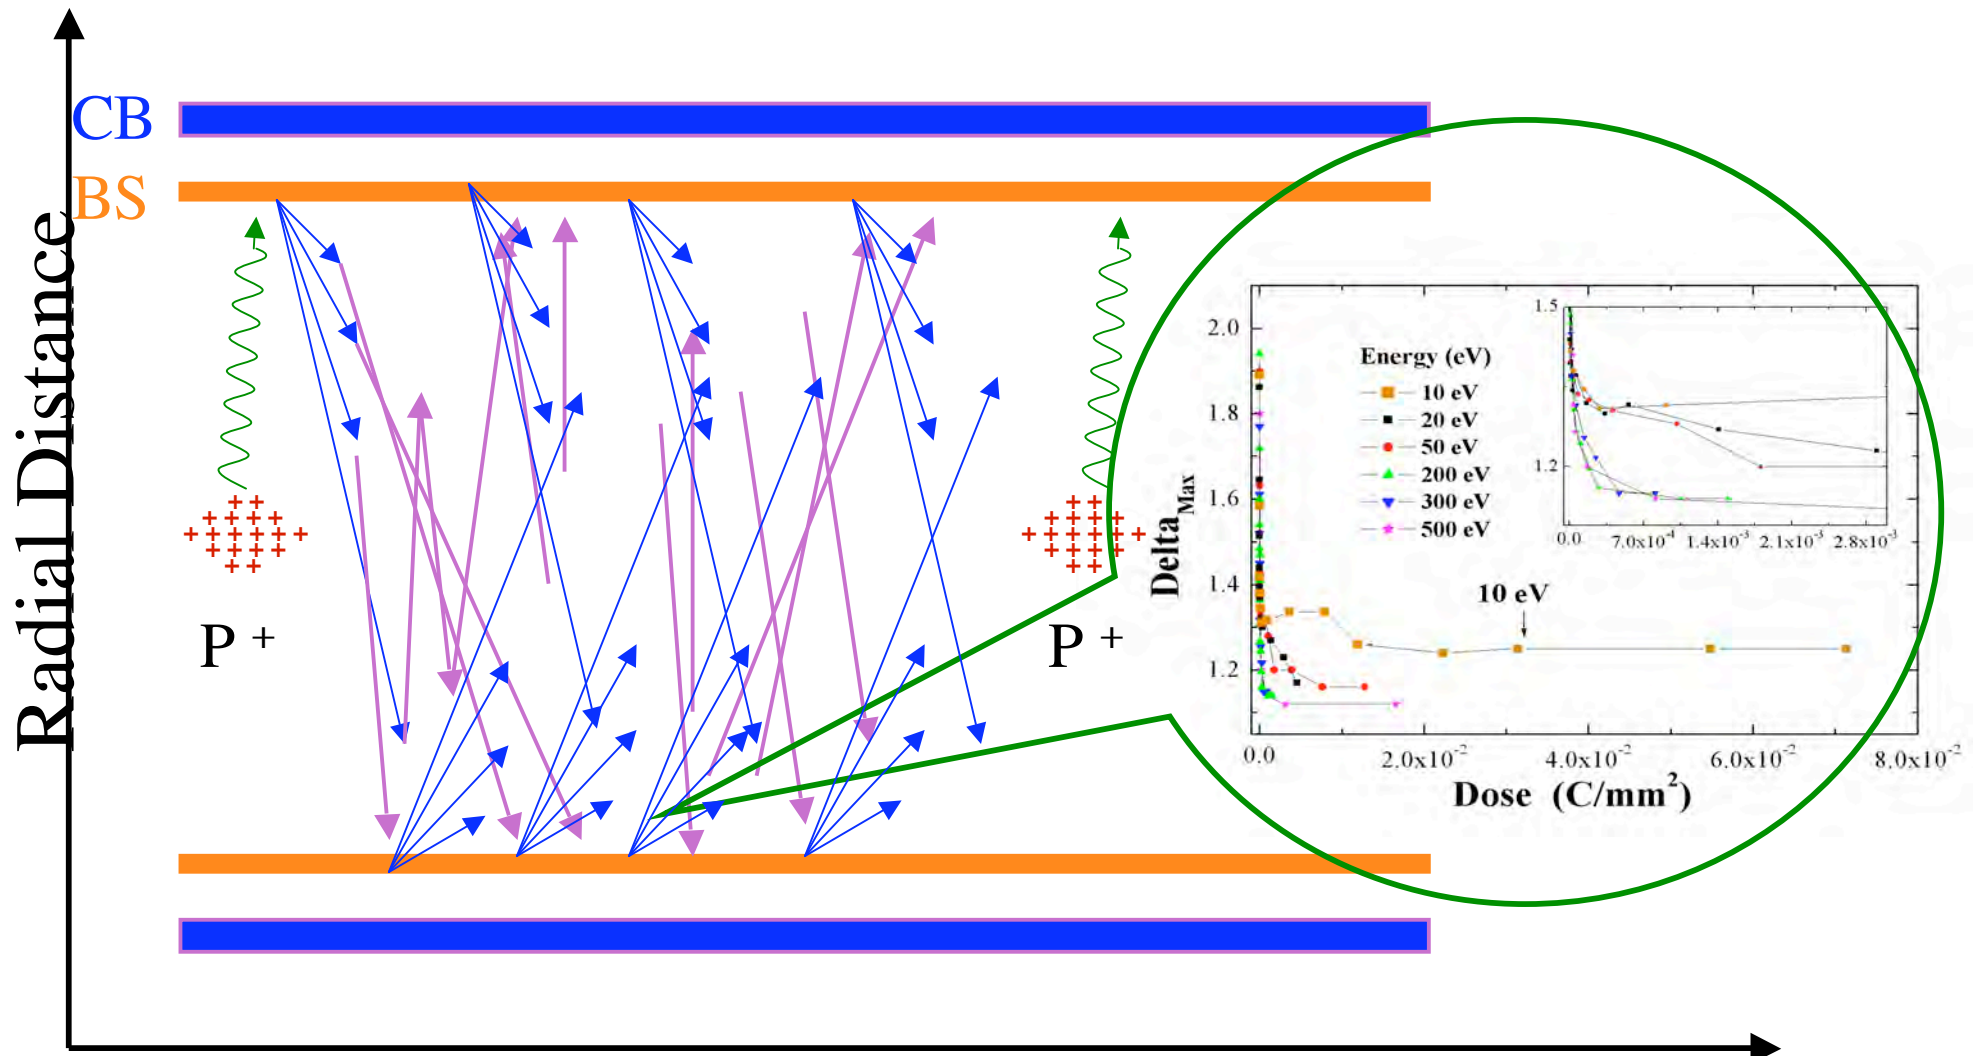 CB
BS
Radial Distance
P +
P +
Delta_Max
2.0
1.8
1.6
1.4
1.2
Energy (eV)
10 eV
20 eV
50 eV
200 eV
300 eV
500 eV
1.5
1.2
0.0 7.0x10^-4 1.4x10^-3 2.1x10^-3 2.8x10^-3
10 eV
0.0 2.0x10^-2 4.0x10^-2 6.0x10^-2 8.0x10^-2
Dose (C/mm^2)